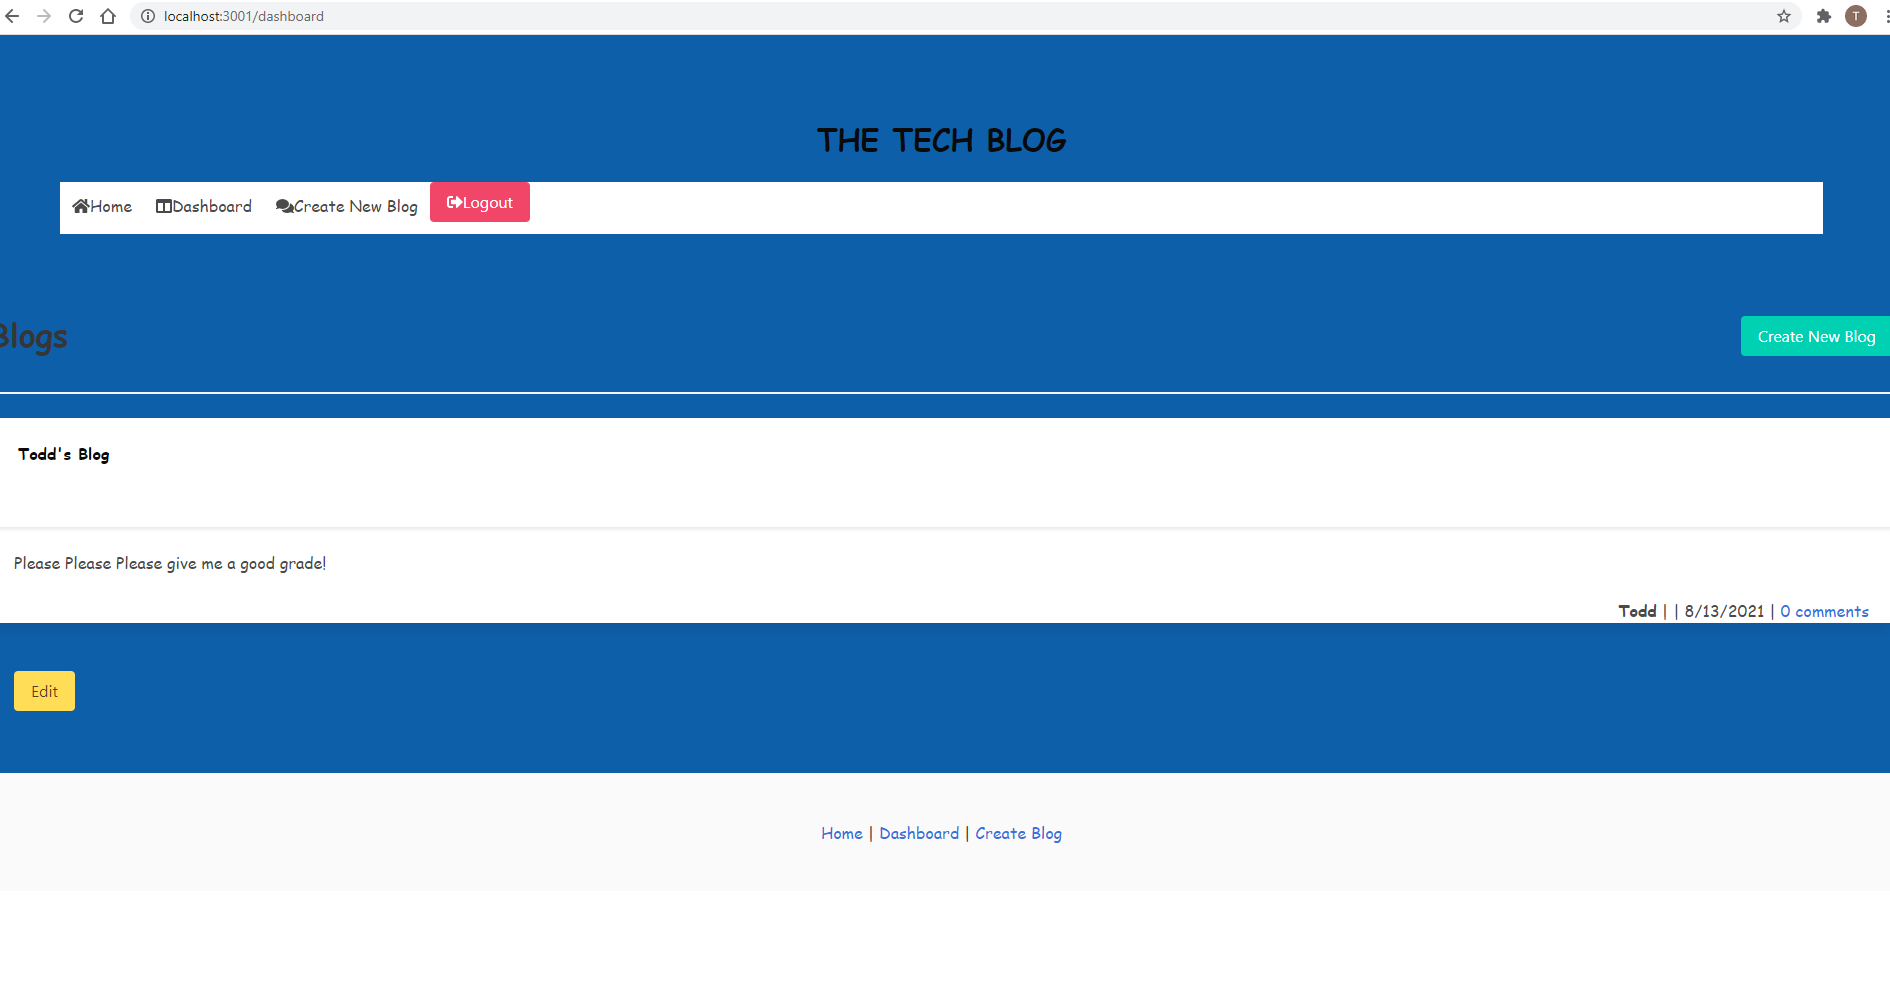 localhost:3001/dashboard
T
THE TECH BLOG
Home Dashboard Create New Blog Logout
Blogs Create New Blog
Todd's Blog
Please Please Please give me a good grade!
Todd | | 8/13/2021 | 0 comments
Edit
Home | Dashboard | Create Blog